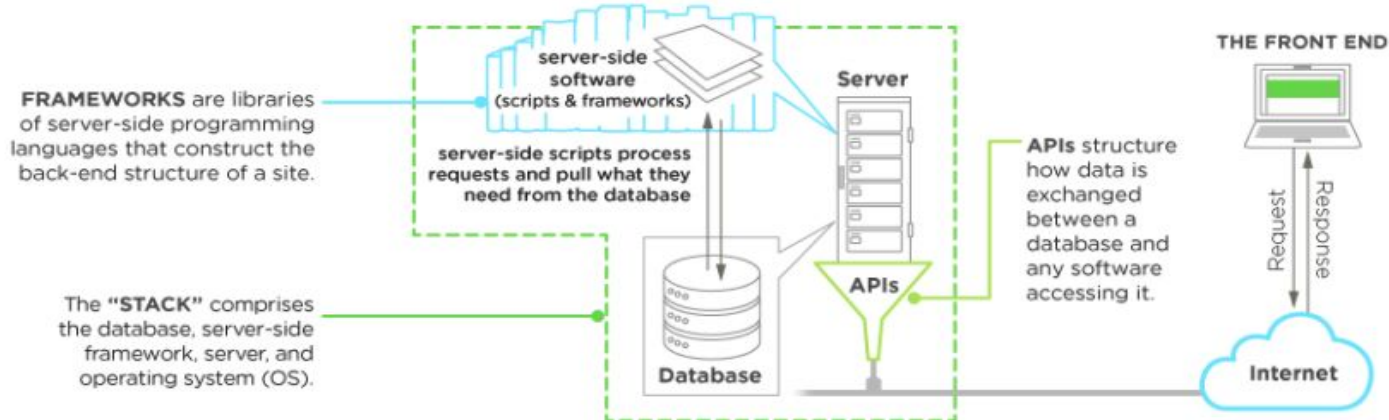 FRAMEWORKS are libraries
of server-side programming
languages that construct the
back-end structure of a site.
The “STACK” comprises
the database, server-side
framework, server, and
operating system (OS).
server-side
software
(scripts & frameworks)
server-side scripts process
requests and pull what they
need from the database
Database
Server
APIs
APIs structure
how data is
exchanged
between a
database and
any software
accessing it.
THE FRONT END
Request
Response
Internet